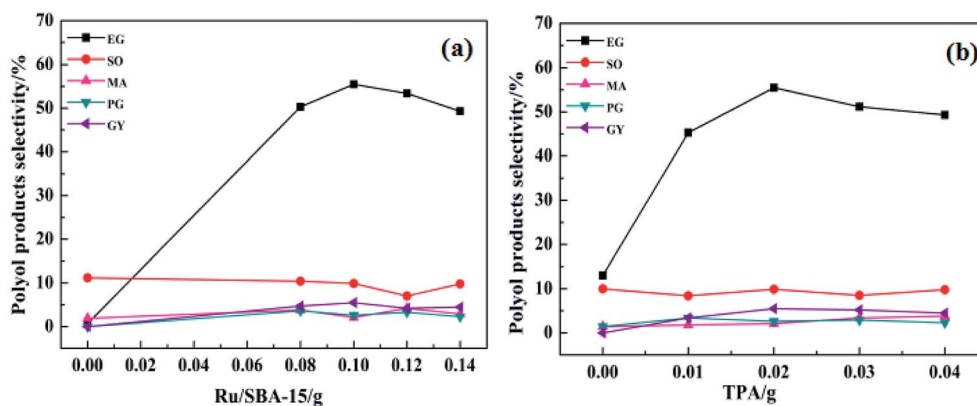 (a)
EG
SO
MA
PG
GY
Polyol products selectivity/%
70
60
50
40
30
20
10
0
0.00 0.02 0.04 0.06 0.08 0.10 0.12 0.14
Ru/SBA-15/g
(b)
EG
SO
MA
PG
GY
Polyol products selectivity/%
70
60
50
40
30
20
10
0
0.00 0.01 0.02 0.03 0.04
TPA/g